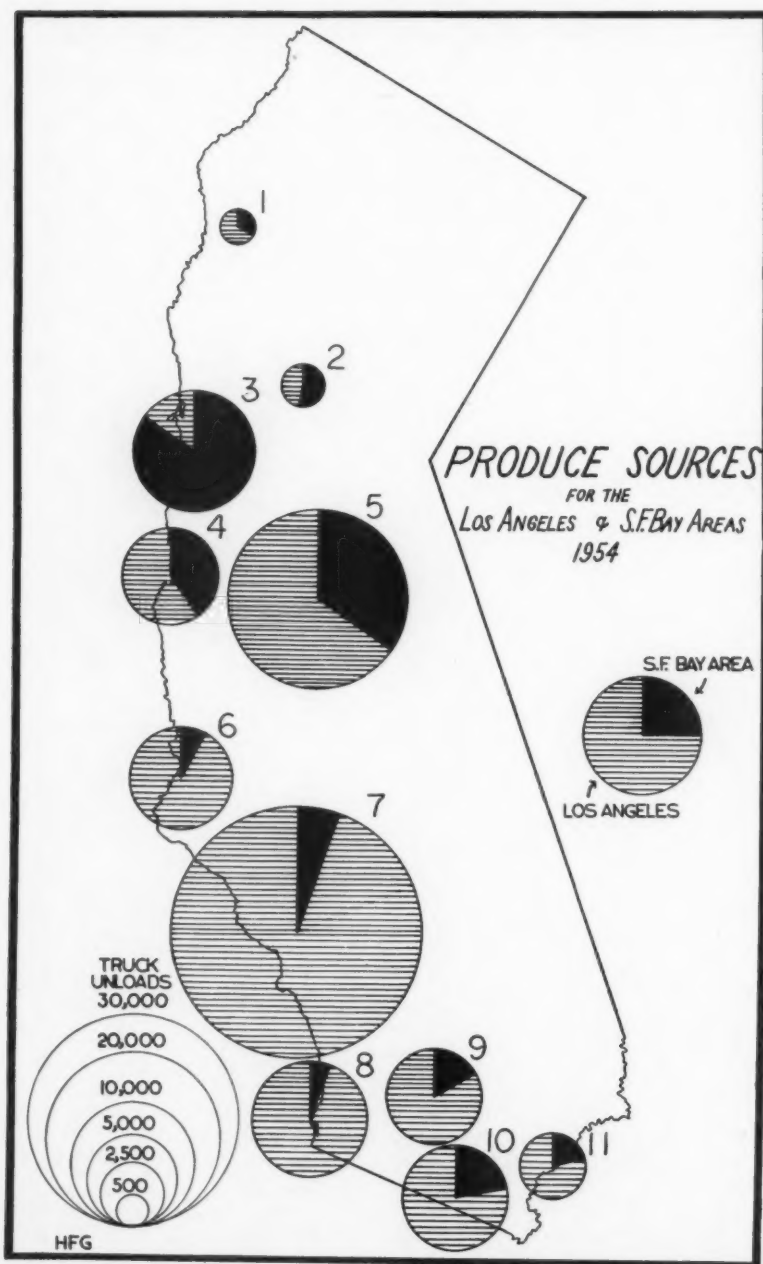 1
2
3
PRODUCE SOURCES
FOR THE
LOS ANGELES & S.F. BAY AREAS
1954
4
5
S.F. BAY AREA
LOS ANGELES
6
7
TRUCK
UNLOADS
30,000
20,000
10,000
5,000
2,500
500
8
9
10
11
HFG